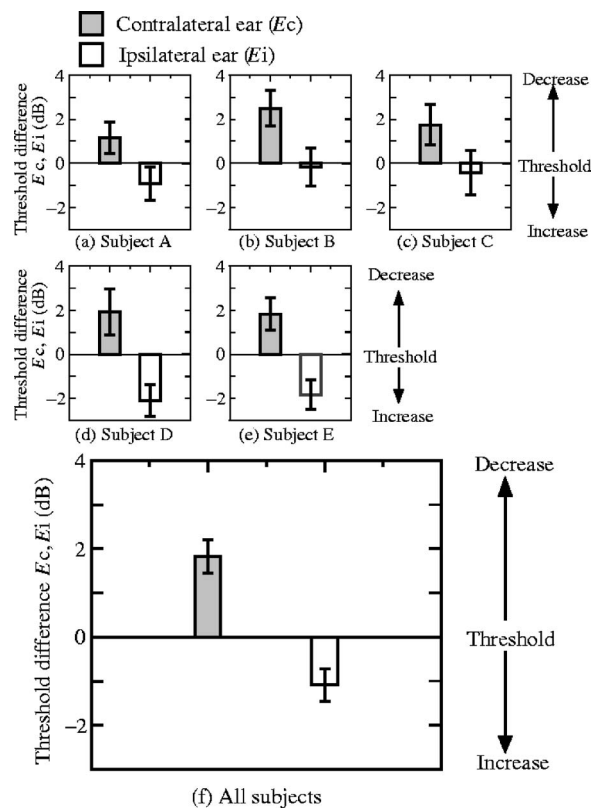 Contralateral ear (Ec)
Ipsilateral ear (Ei)
Threshold difference
Ec, Ei (dB)
4
2
0
−2
(a) Subject A
4
2
0
−2
(b) Subject B
4
2
0
−2
(c) Subject C
Decrease
Threshold
Increase
Threshold difference
Ec, Ei (dB)
4
2
0
−2
(d) Subject D
4
2
0
−2
(e) Subject E
Decrease
Threshold
Increase
Threshold difference Ec, Ei (dB)
4
2
0
−2
(f) All subjects
Decrease
Threshold
Increase